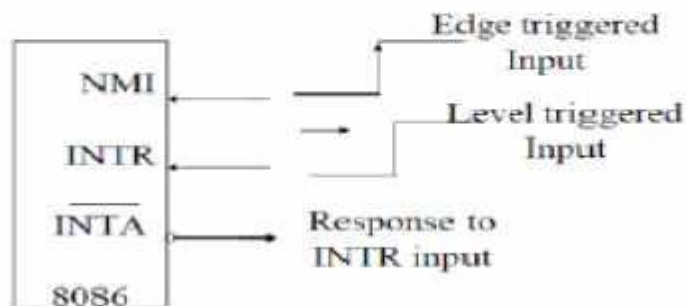 Edge triggered
Input
NMI
Level triggered
Input
INTR
INTA
Response to
INTR input
8086